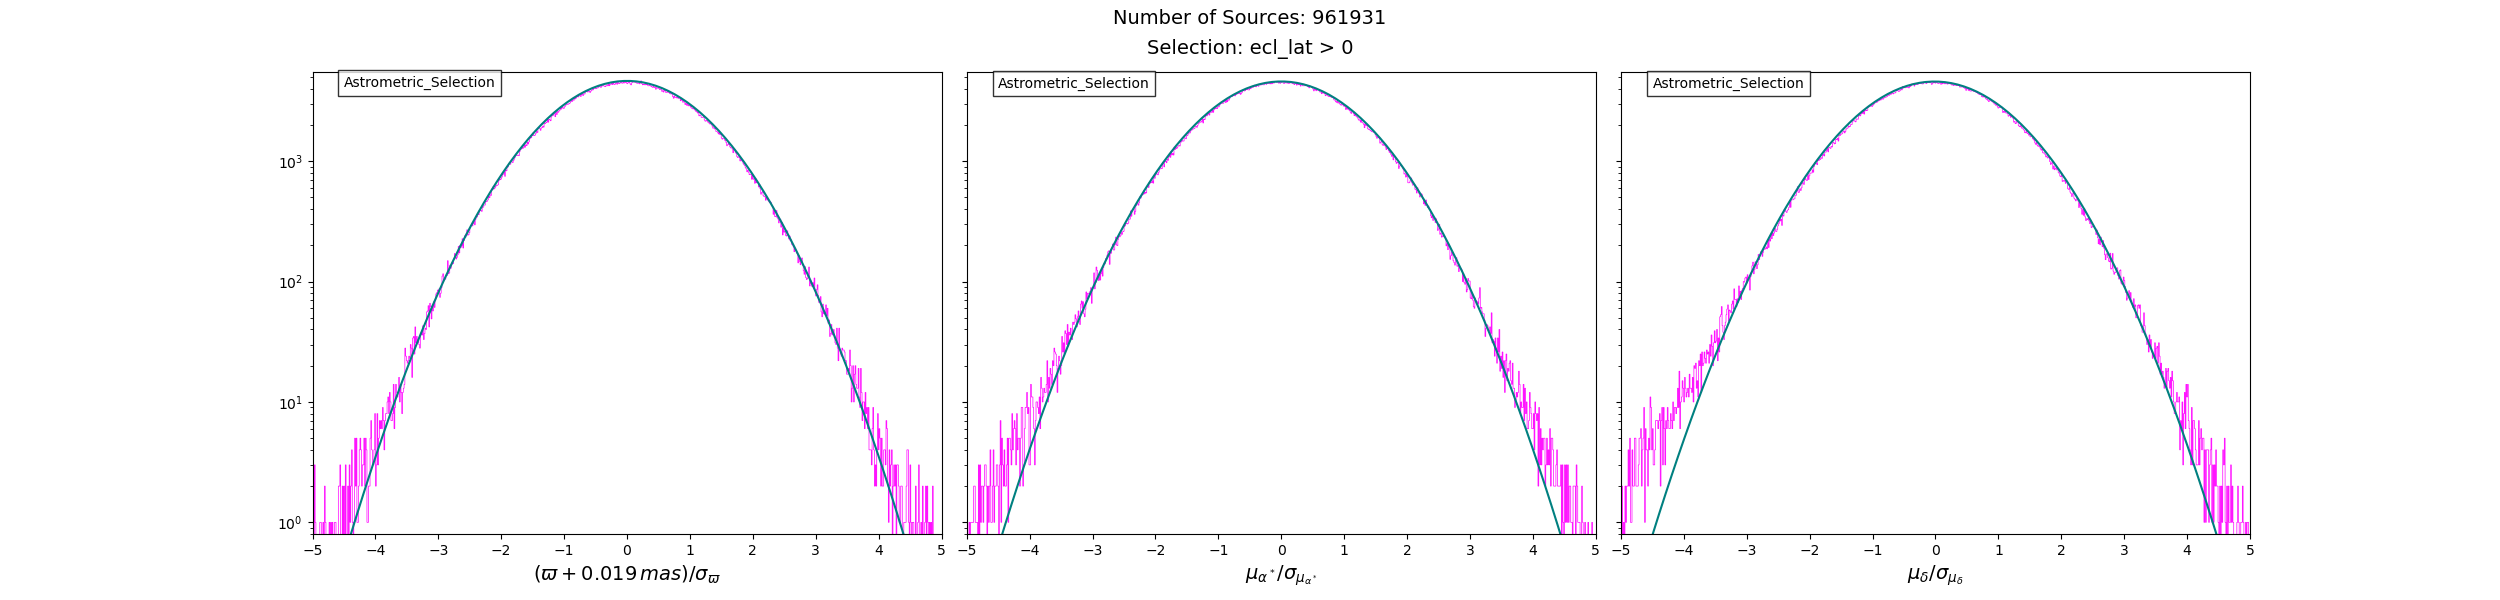 Number of Sources: 961931
Selection: ecl_lat > 0
Astrometric_Selection Astrometric_Selection Astrometric_Selection
10³
10²
10¹
10⁰
−5 −4 −3 −2 −1 0 1 2 3 4 5 −5 −4 −3 −2 −1 0 1 2 3 4 5 −5 −4 −3 −2 −1 0 1 2 3 4 5
(ϖ + 0.019 mas)/σ_ϖ μ_α*/σ_μ_α* μ_δ/σ_μ_δ